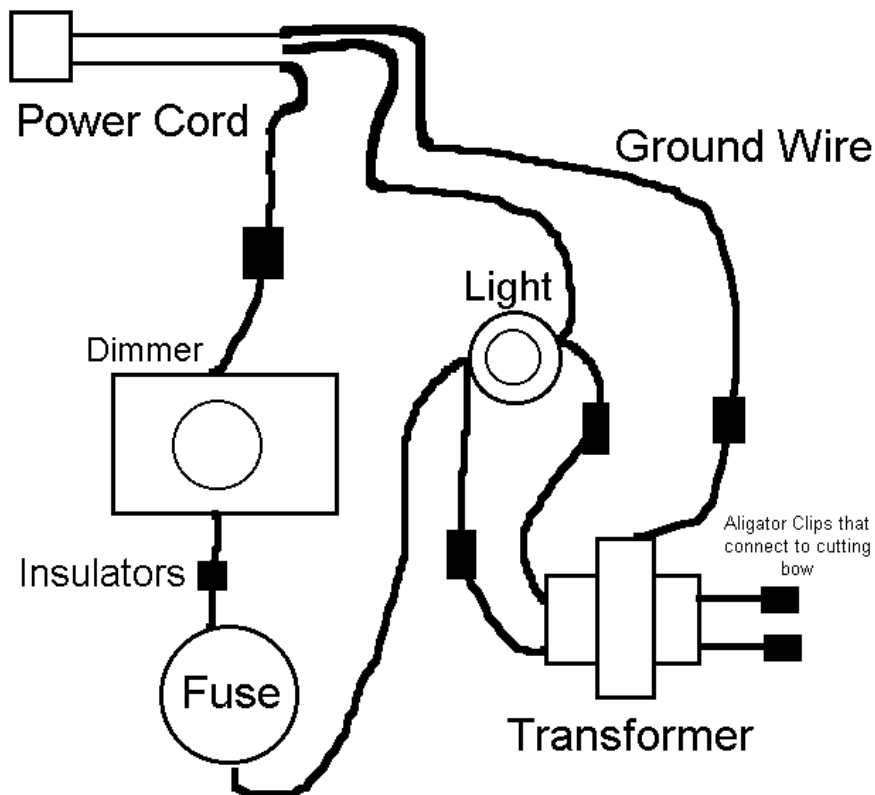 Power Cord
Ground Wire
Light
Dimmer
Aligator Clips that
connect to cutting
bow
Insulators
Fuse
Transformer